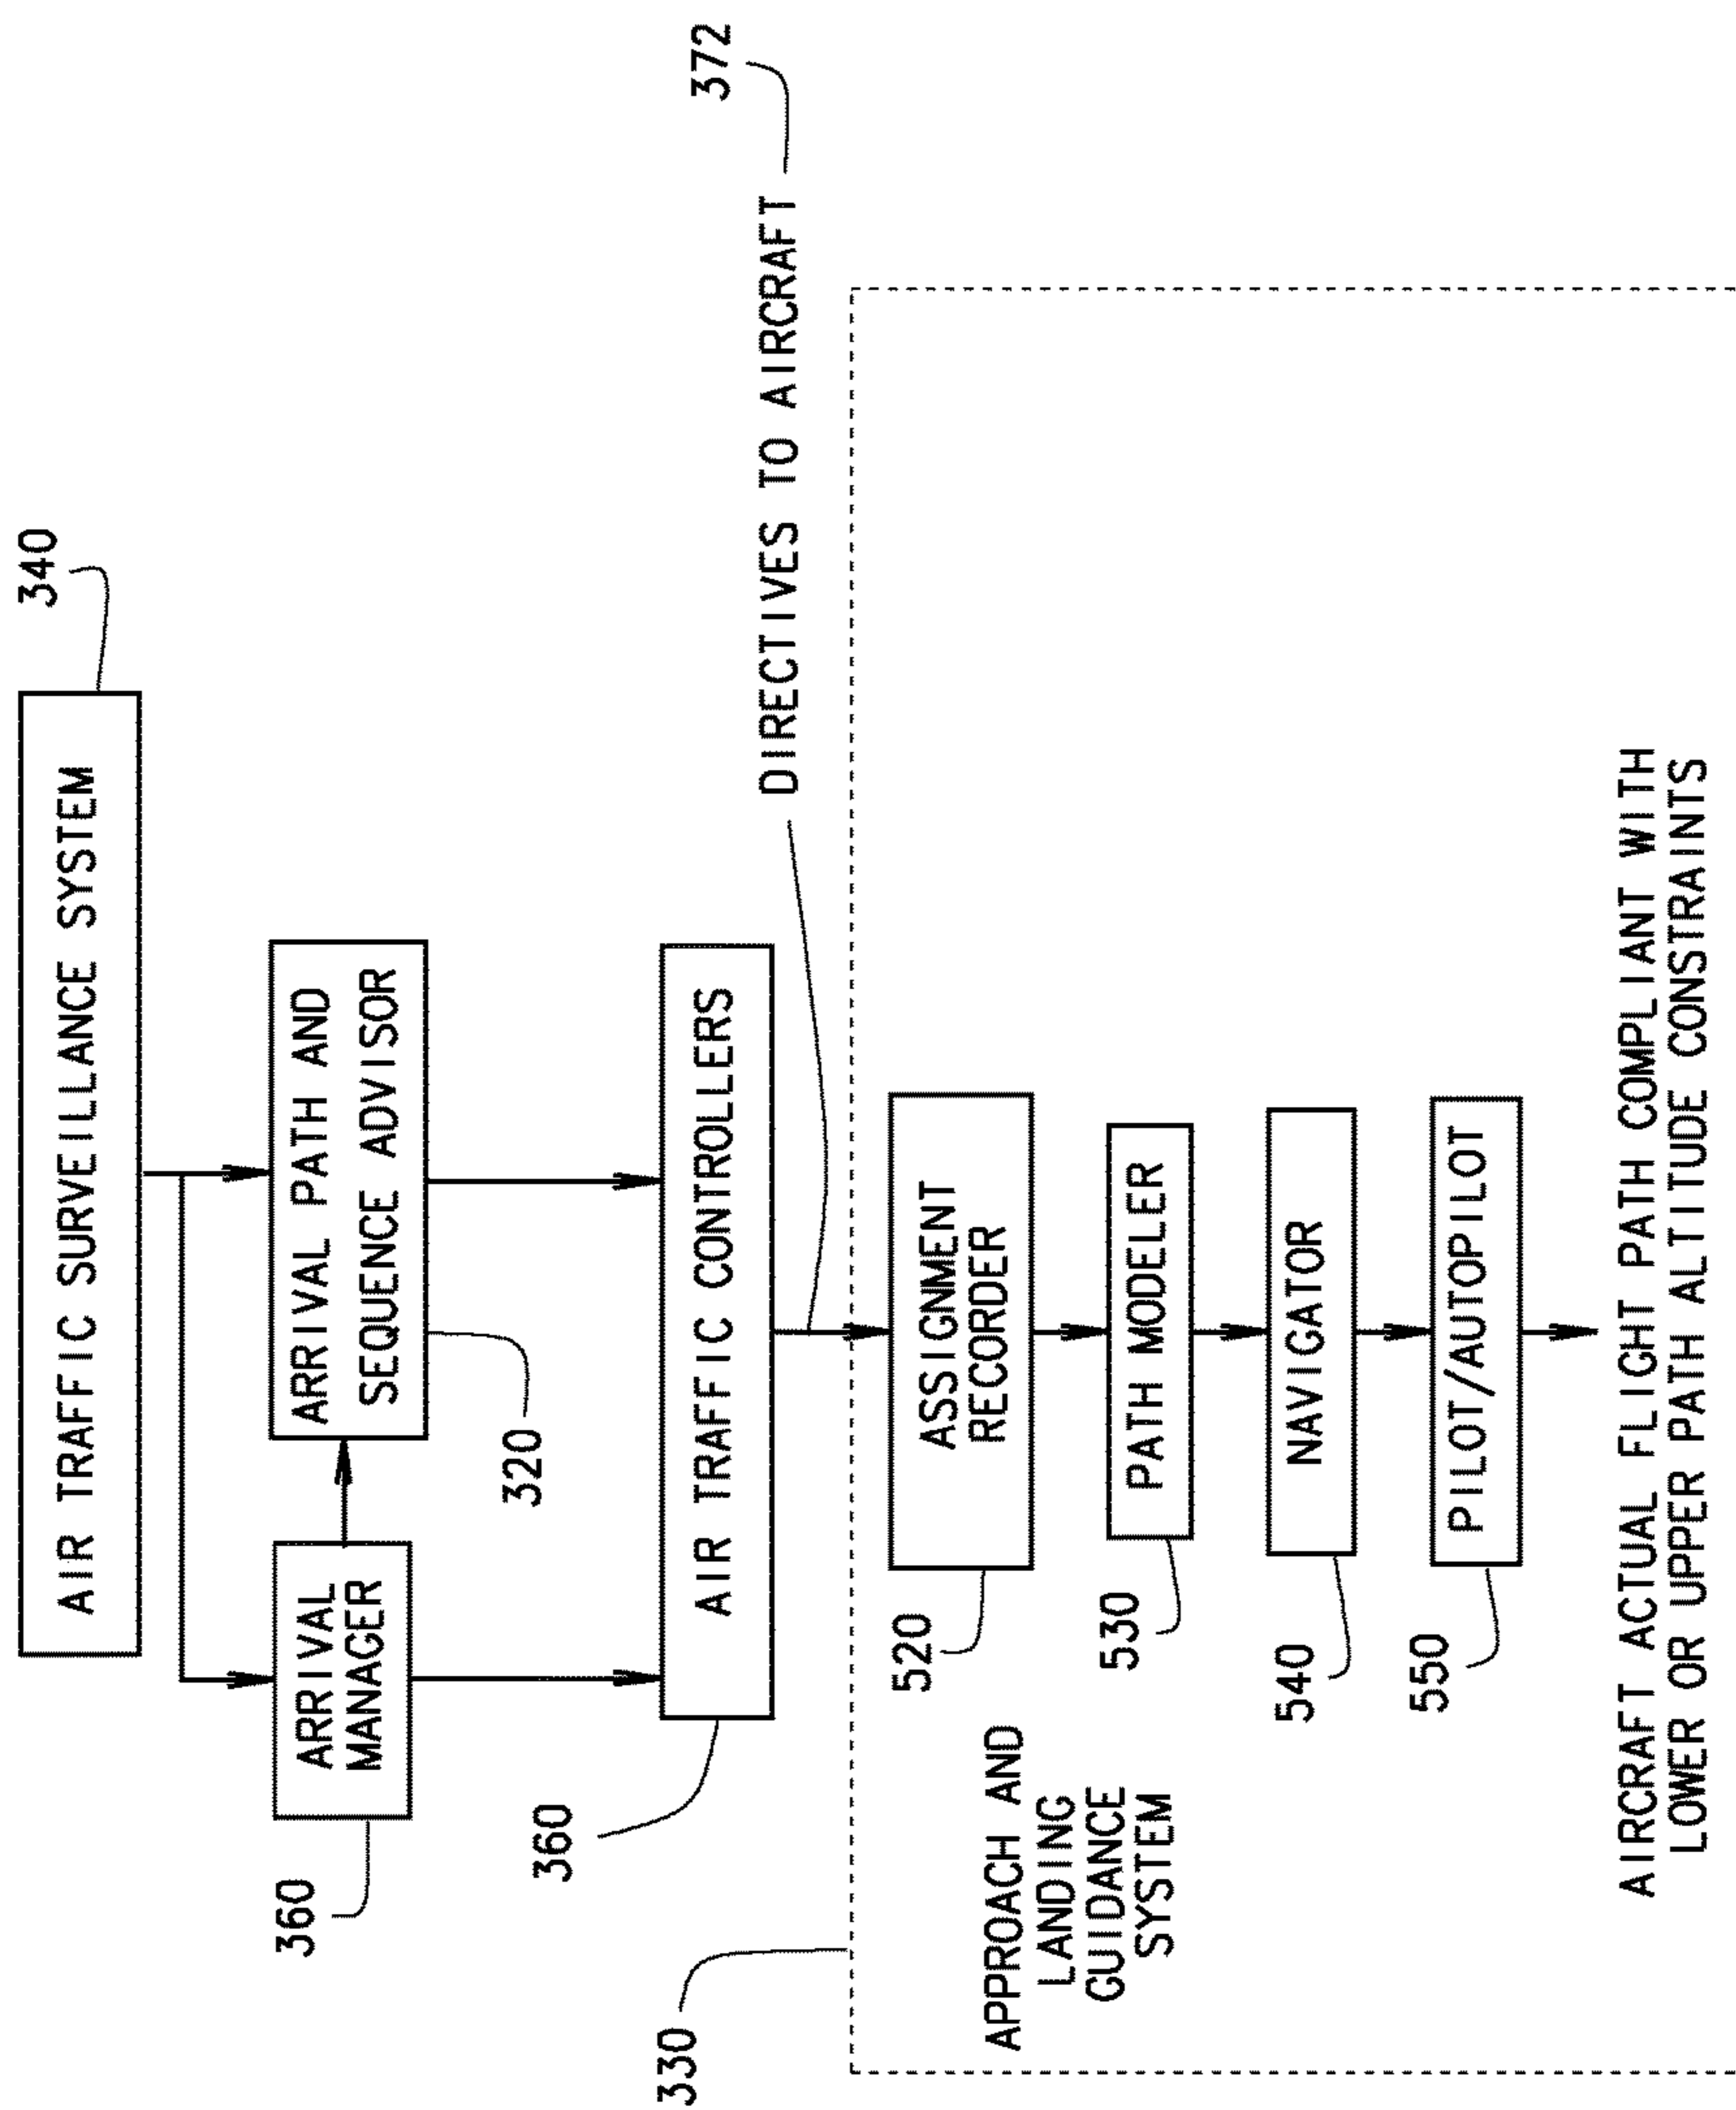 340
AIR TRAFFIC SURVEILLANCE SYSTEM
360
ARRIVAL
MANAGER
ARRIVAL PATH AND
SEQUENCE ADVISOR
320
360
AIR TRAFFIC CONTROLLERS
DIRECTIVES TO AIRCRAFT
372
330
APPROACH AND
LANDING
GUIDANCE
SYSTEM
520
ASSIGNMENT
RECORDER
530
PATH MODELER
540
NAVIGATOR
550
PILOT/AUTOPILOT
AIRCRAFT ACTUAL FLIGHT PATH COMPLIANT WITH
LOWER OR UPPER PATH ALTITUDE CONSTRAINTS